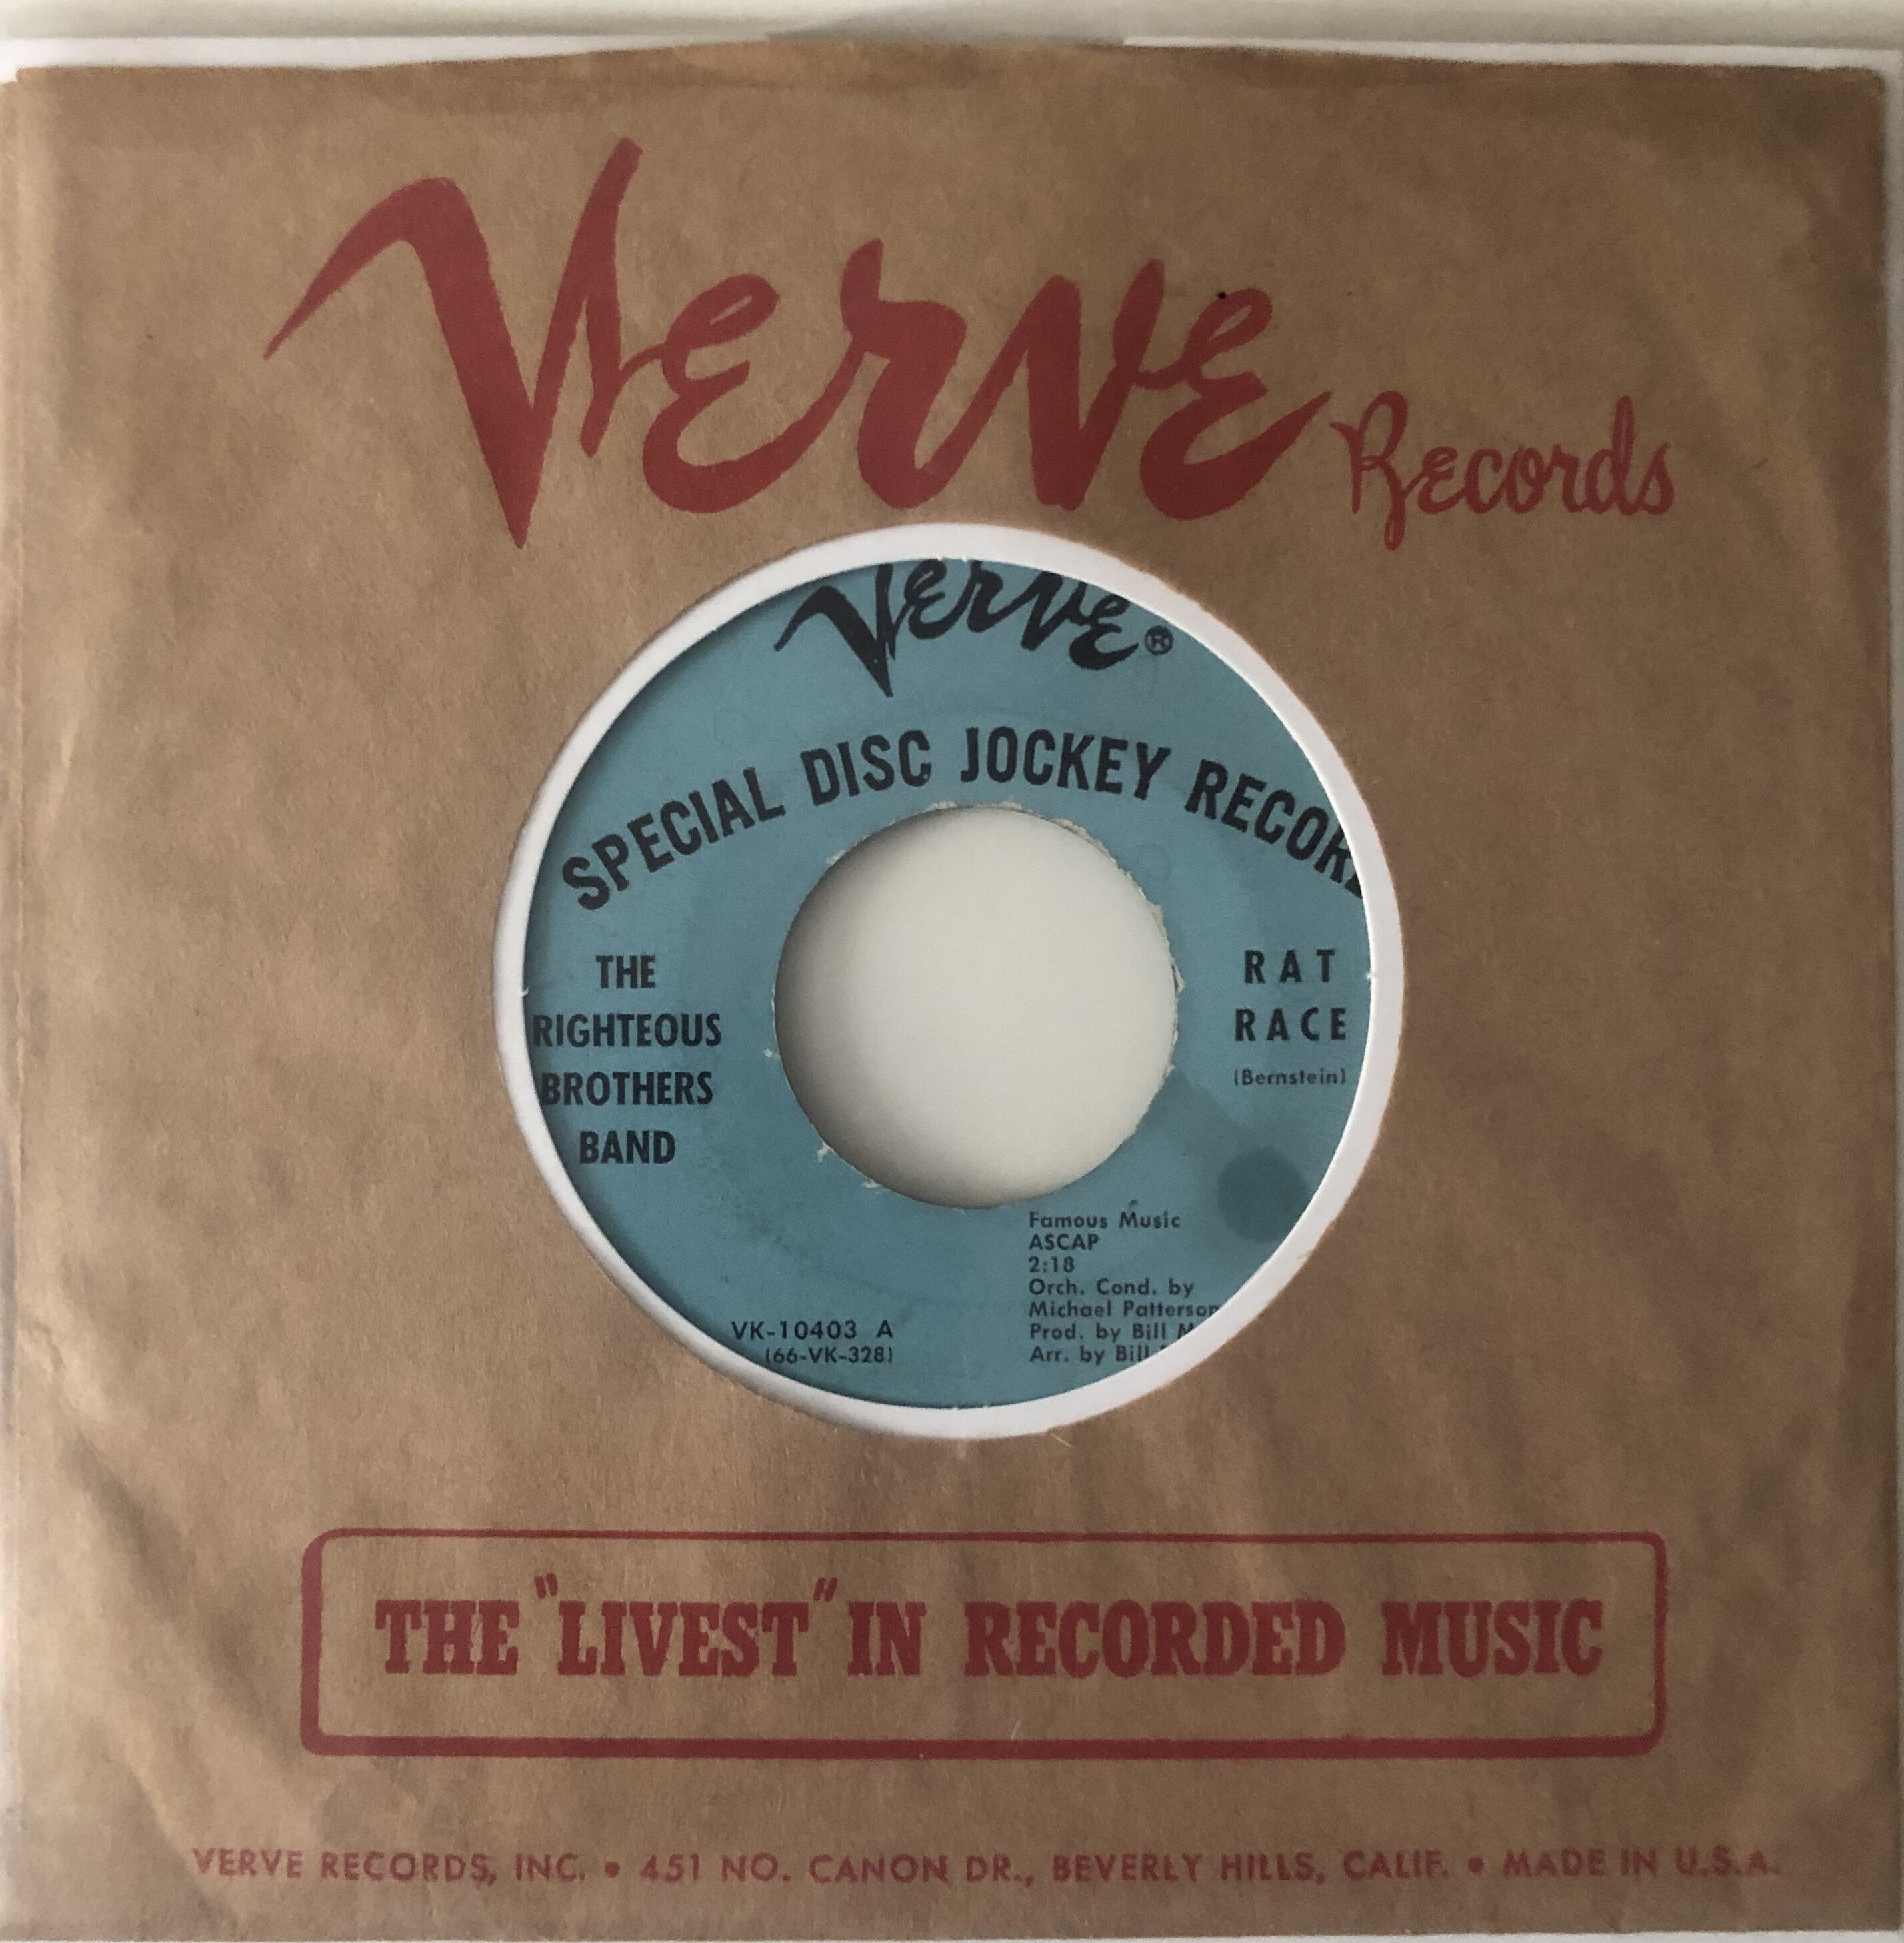 Verve Records
Verve®
SPECIAL DISC JOCKEY RECOR
THE
RIGHTEOUS
BROTHERS
BAND
RAT
RACE
(Bernstein)
Famous Music
ASCAP
2:18
Orch. Cond. by
Michael Patterson
Prod. by Bill M
Arr. by Bill
VK-10403 A
(66-VK-328)
THE "LIVEST" IN RECORDED MUSIC
VERVE RECORDS, INC. • 451 NO. CANON DR., BEVERLY HILLS, CALIF. • MADE IN U.S.A.